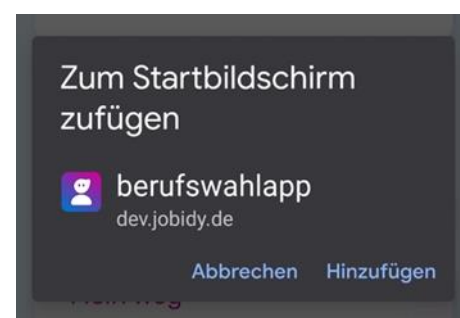 Zum Startbildschirm
zufügen
berufswahlapp
dev.jobidy.de
Abbrechen Hinzufügen